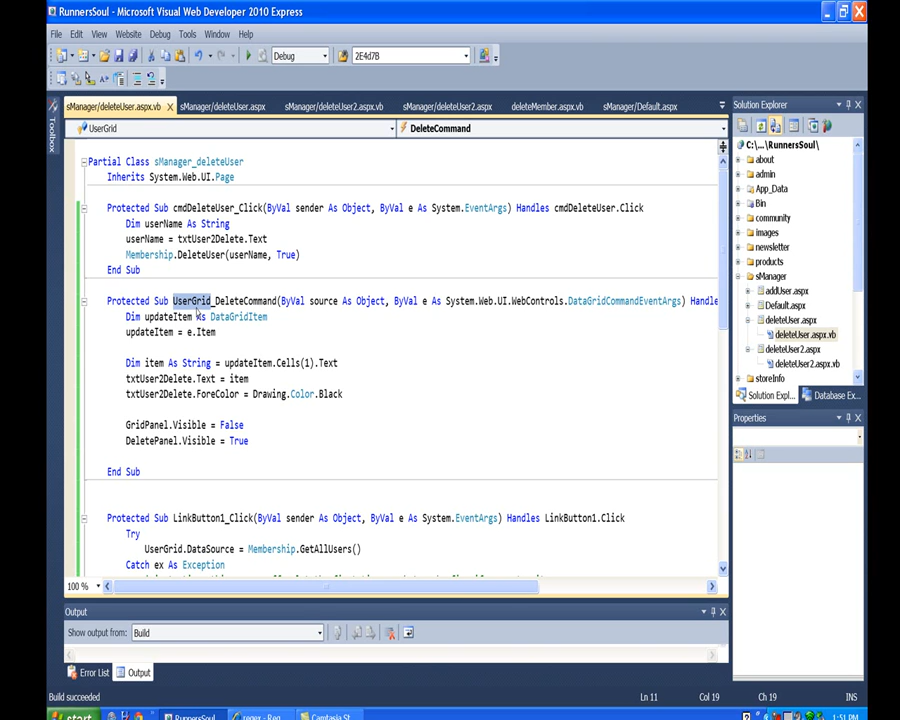 RunnersSoul - Microsoft Visual Web Developer 2010 Express
File Edit View Website Debug Tools Window Help
Debug 2E4d7B
sManager/deleteUser.aspx.vb sManager/deleteUser.aspx sManager/deleteUser2.aspx.vb sManager/deleteUser2.aspx deleteMember.aspx.vb sManager/Default.aspx
UserGrid DeleteCommand
Toolbox
Partial Class sManager_deleteUser
Inherits System.Web.UI.Page
Protected Sub cmdDeleteUser_Click(ByVal sender As Object, ByVal e As System.EventArgs) Handles cmdDeleteUser.Click
Dim userName As String
userName = txtUser2Delete.Text
Membership.DeleteUser(userName, True)
End Sub
Protected Sub UserGrid_DeleteCommand(ByVal source As Object, ByVal e As System.Web.UI.WebControls.DataGridCommandEventArgs) Handle
Dim updateItem As DataGridItem
updateItem = e.Item
Dim item As String = updateItem.Cells(1).Text
txtUser2Delete.Text = item
txtUser2Delete.ForeColor = Drawing.Color.Black
GridPanel.Visible = False
DeletePanel.Visible = True
End Sub
Protected Sub LinkButton1_Click(ByVal sender As Object, ByVal e As System.EventArgs) Handles LinkButton1.Click
Try
UserGrid.DataSource = Membership.GetAllUsers()
Catch ex As Exception
100 %
Solution Explorer
C:\...\RunnersSoul\
about
admin
App_Data
Bin
community
images
newsletter
products
sManager
addUser.aspx
Default.aspx
deleteUser.aspx
deleteUser.aspx.vb
deleteUser2.aspx
deleteUser2.aspx.vb
storeInfo
Solution Expl... Database Ex...
Properties
Output
Show output from: Build
Error List Output
Build succeeded Ln 11 Col 19 Ch 19 INS
start RunnersSoul - Micr... Camtasia St... 1:51 PM